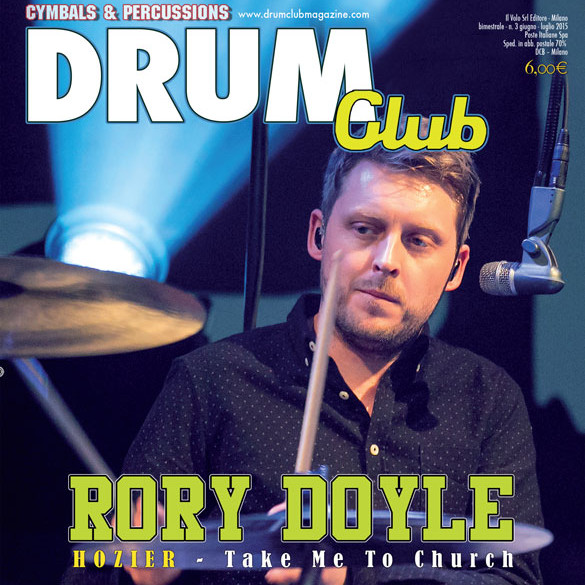 CYMBALS & PERCUSSIONS www.drumclubmagazine.com
Il Volo Srl Editore - Milano
bimestrale - n. 3 giugno - luglio 2015
Poste Italiane Spa
Sped. in abb. postale 70%
DCB - Milano
6,00€
DRUM
Club
RORY DOYLE
HOZIER - Take Me To Church